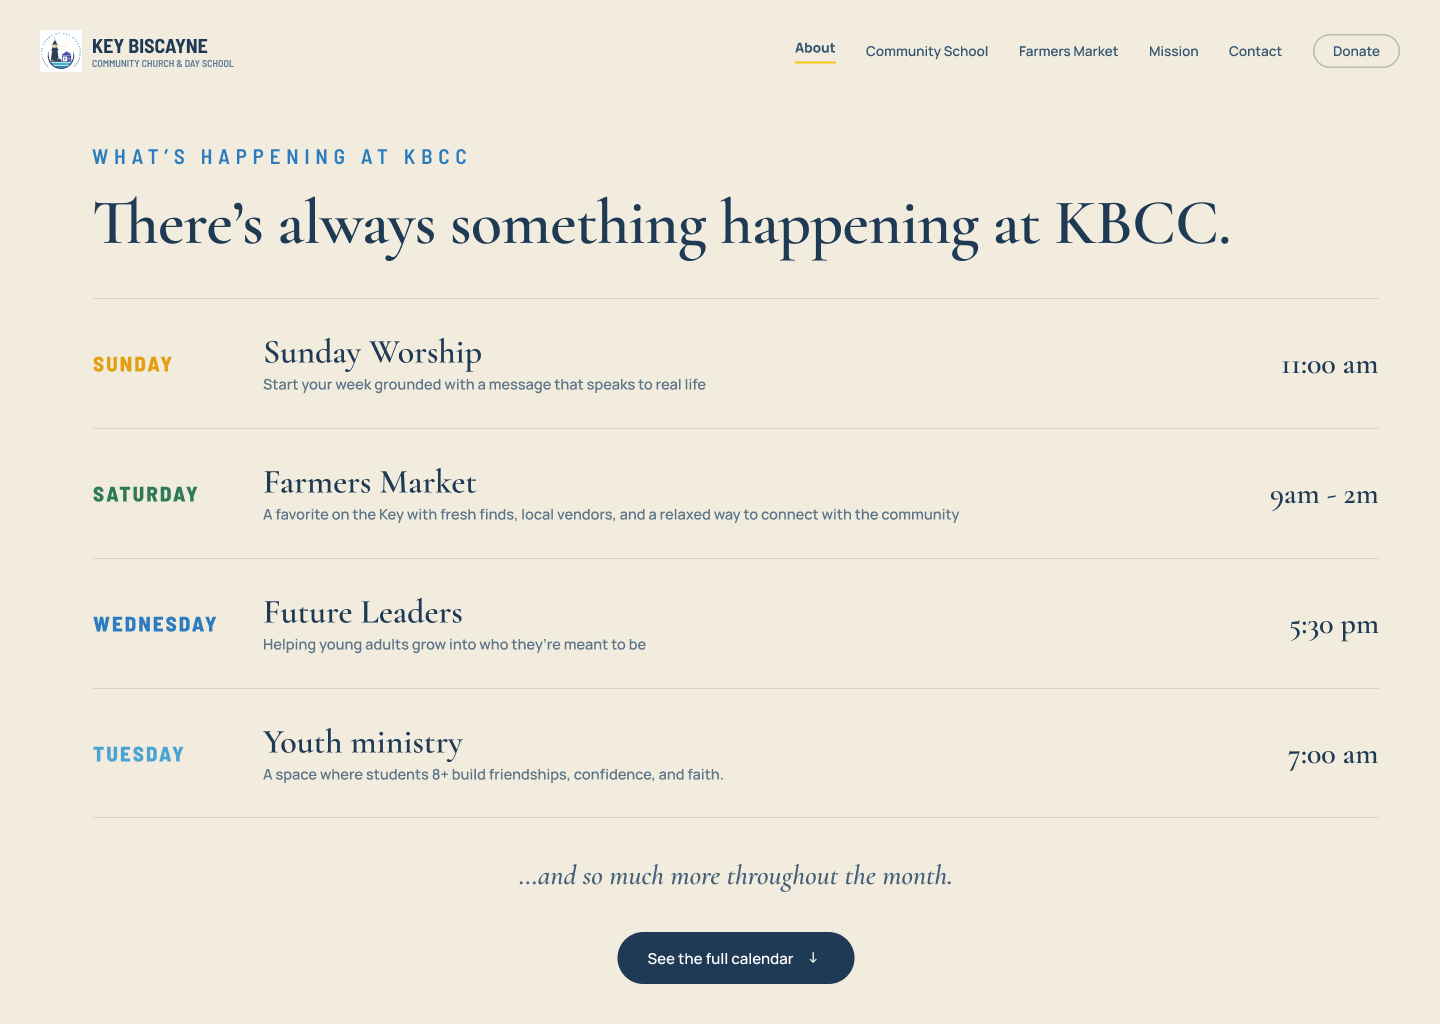 KEY BISCAYNE
COMMUNITY CHURCH & DAY SCHOOL
About
Community School
Farmers Market
Mission
Contact
Donate
WHAT’S HAPPENING AT KBCC
There’s always something happening at KBCC.
SUNDAY
Sunday Worship
Start your week grounded with a message that speaks to real life
11:00 am
SATURDAY
Farmers Market
A favorite on the Key with fresh finds, local vendors, and a relaxed way to connect with the community
9am - 2m
WEDNESDAY
Future Leaders
Helping young adults grow into who they’re meant to be
5:30 pm
TUESDAY
Youth ministry
A space where students 8+ build friendships, confidence, and faith.
7:00 am
...and so much more throughout the month.
See the full calendar ↓